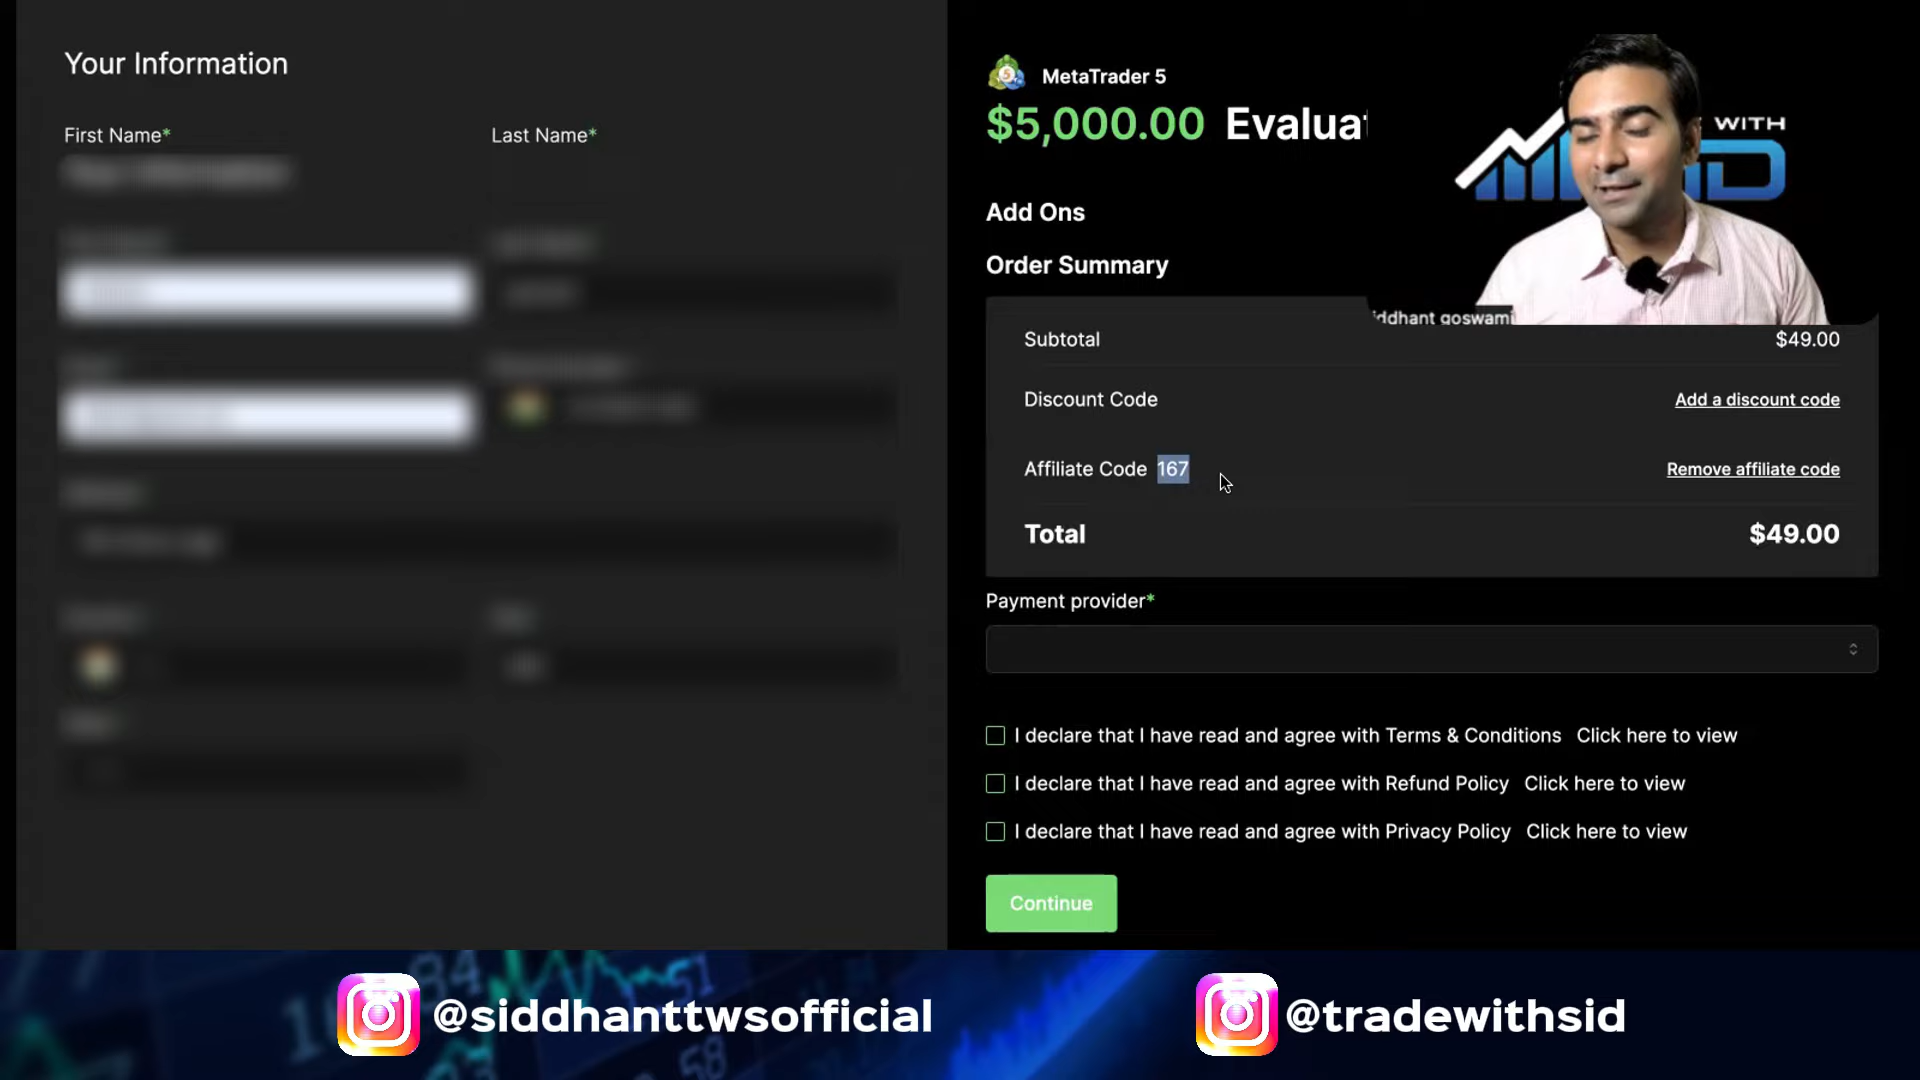 Your Information
First Name*
Last Name*
MetaTrader 5
$5,000.00 Evalua
WITH
Add Ons
Order Summary
iddhant goswami
Subtotal
$49.00
Discount Code
Add a discount code
Affiliate Code 167
Remove affiliate code
Total
$49.00
Payment provider*
I declare that I have read and agree with Terms & Conditions Click here to view
I declare that I have read and agree with Refund Policy Click here to view
I declare that I have read and agree with Privacy Policy Click here to view
Continue
@siddhanttwsofficial
@tradewithsid